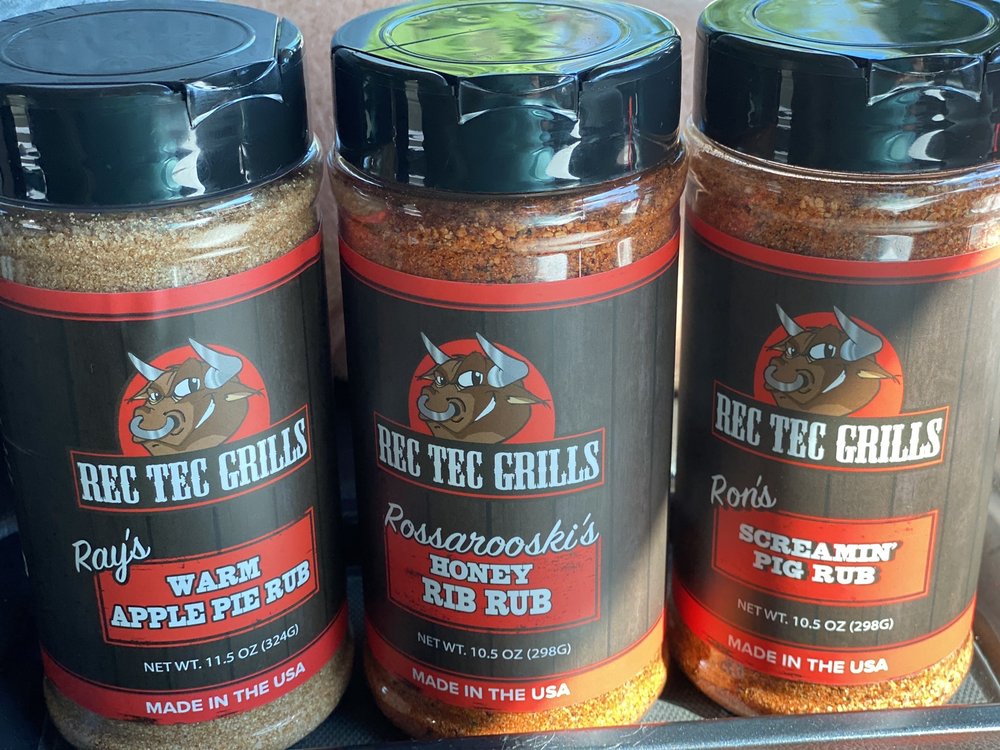 REC TEC GRILLS
Ray's
WARM
APPLE PIE RUB
NET WT. 11.5 OZ (324G)
MADE IN THE USA
REC TEC GRILLS
Rossarooski's
HONEY
RIB RUB
NET WT. 10.5 OZ (298G)
MADE IN THE USA
REC TEC GRILLS
Ron's
SCREAMIN'
PIG RUB
NET WT. 10.5 OZ (298G)
MADE IN THE USA